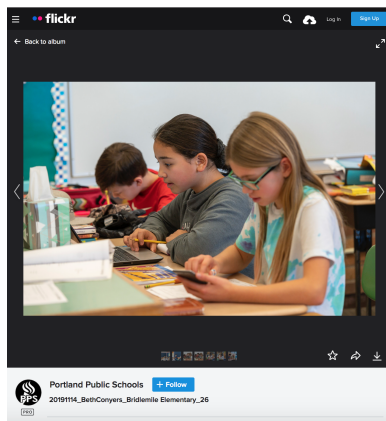 flickr
Log In
Sign Up
Back to album
Portland Public Schools
+ Follow
20191114_BethConyers_Bridlemile Elementary_26
PPS
PRO